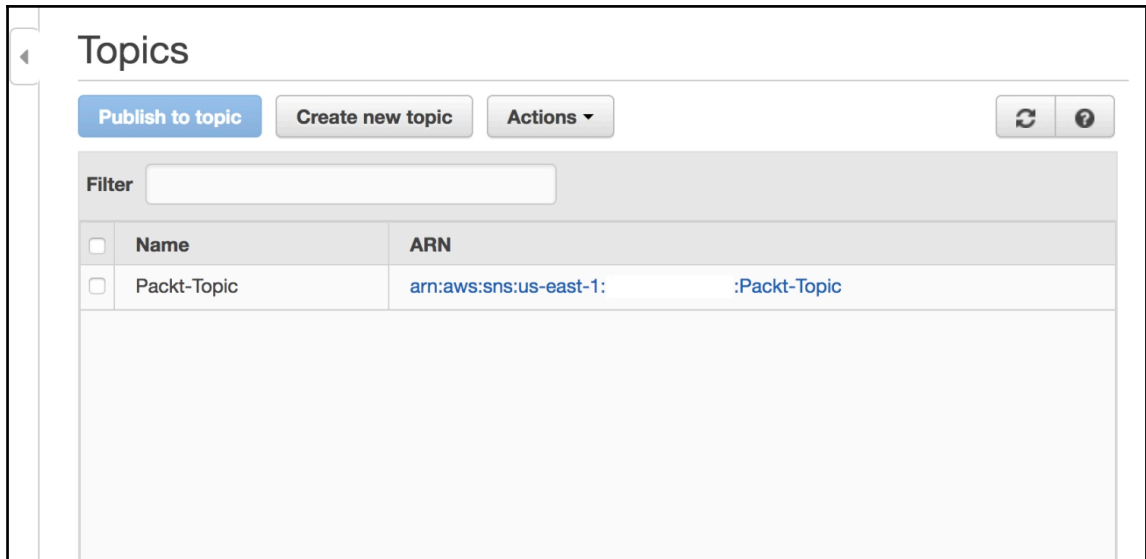 Topics
Publish to topic Create new topic Actions
Filter
Name ARN
Packt-Topic arn:aws:sns:us-east-1: :Packt-Topic